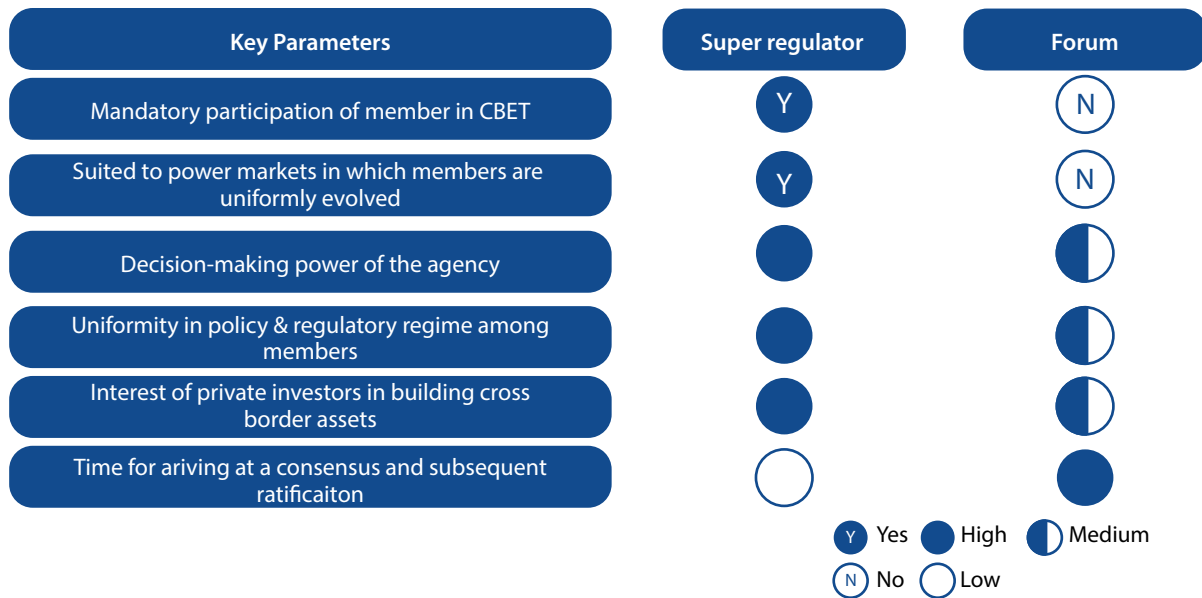 Key Parameters
Super regulator
Forum
Mandatory participation of member in CBET
Y
N
Suited to power markets in which members are
uniformly evolved
Y
N
Decision-making power of the agency
Uniformity in policy & regulatory regime among
members
Interest of private investors in building cross
border assets
Time for ariving at a consensus and subsequent
ratificaiton
Y Yes
High
Medium
N No
Low